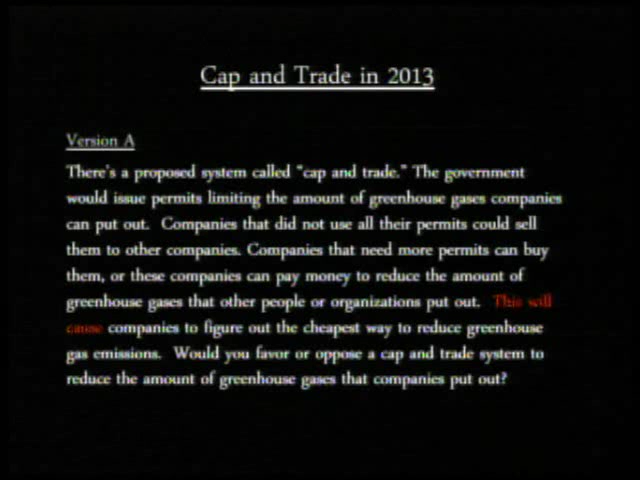 Cap and Trade in 2013
Version A
There's a proposed system called "cap and trade." The government
would issue permits limiting the amount of greenhouse gases companies
can put out. Companies that did not use all their permits could sell
them to other companies. Companies that need more permits can buy
them, or these companies can pay money to reduce the amount of
greenhouse gases that other people or organizations put out. This will
cause companies to figure out the cheapest way to reduce greenhouse
gas emissions. Would you favor or oppose a cap and trade system to
reduce the amount of greenhouse gases that companies put out?